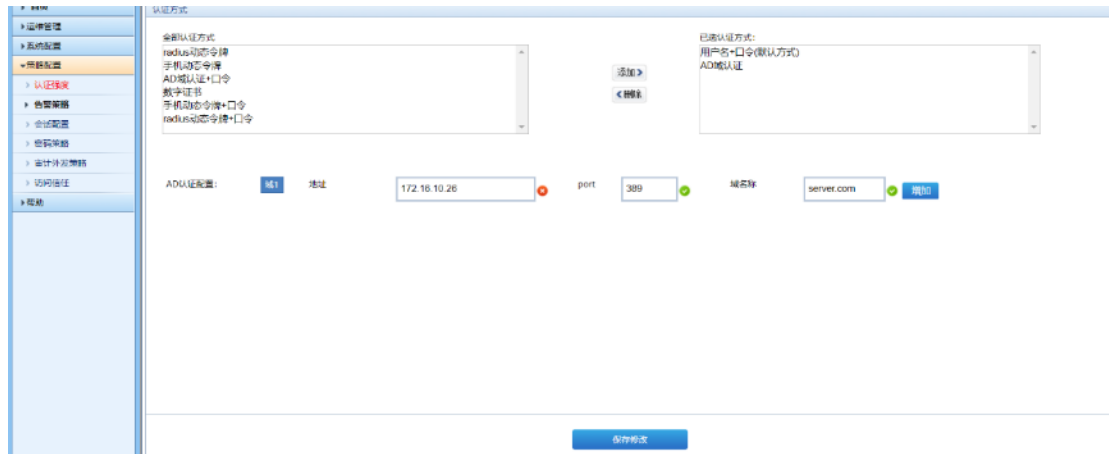 认证方式
运维管理
系统配置
策略配置
认证强度
告警策略
会话配置
密码策略
审计外发策略
访问信任
帮助
全部认证方式
radius动态令牌
手机动态令牌
AD域认证+口令
数字证书
手机动态令牌+口令
radius动态令牌+口令
添加
删除
已选认证方式:
用户名+口令(默认方式)
AD域认证
AD认证配置: 域1 地址 172.16.10.26 port 389 域名称 server.com 增加
保存修改